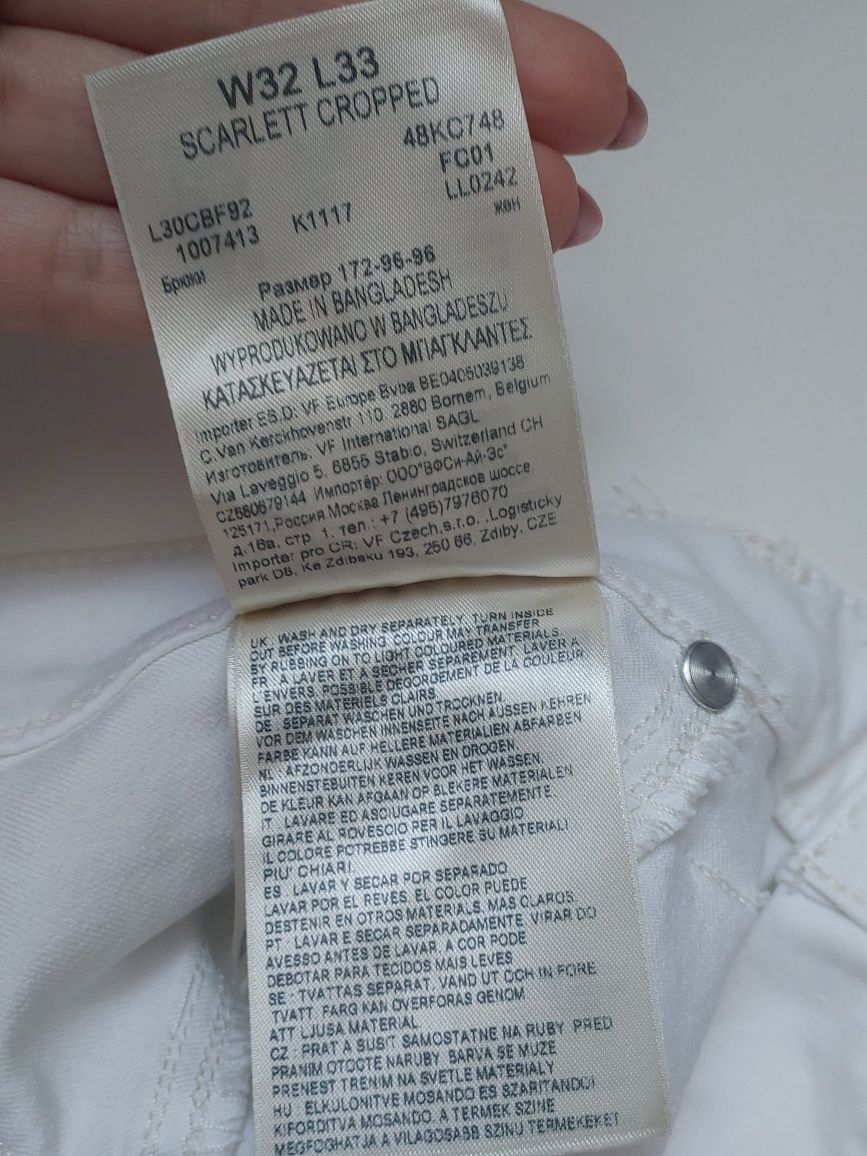 W32 L33
SCARLETT CROPPED
48KC748
FC01
L30CBF92 K1117 LL0242
1007413 жен
Брюки
Размер 172-96-96
MADE IN BANGLADESH
WYPRODUKOWANO W BANGLADESZU
ΚΑΤΑΣΚΕΥΑΖΕΤΑΙ ΣΤΟ ΜΠΑΓΚΛΑΝΤΕΣ
Importer ES,D: VF Europe Bvba BE0405039138
C.Van Kerckhovenstr 110, 2880 Bornem, Belgium
Изготовитель, VF International SAGL
Via Laveggio 5, 6855 Stabio, Switzerland CH
CZ660679144 Импортёр: ООО"ВФСи-Ай-Эс"
125171,Россия,Москва Ленинградское шоссе,
д.16а, стр. 1, тел.: +7 (495)7976070
Importer pro CR: VF Czech,s.r.o. ,Logisticky
park D8, Ke Zdibsku 193, 250 66, Zdiby, CZE
UK : WASH AND DRY SEPARATELY. TURN INSIDE
OUT BEFORE WASHING. COLOUR MAY TRANSFER
BY RUBBING ON TO LIGHT COLOURED MATERIALS.
FR : A LAVER ET A SECHER SEPAREMENT. LAVER A
L'ENVERS. POSSIBLE DEGORGEMENT DE LA COULEUR
SUR DES MATERIELS CLAIRS.
DE : SEPARAT WASCHEN UND TROCKNEN.
VOR DEM WASCHEN INNENSEITE NACH AUSSEN KEHREN
FARBE KANN AUF HELLERE MATERIALIEN ABFARBEN
NL : AFZONDERLIJK WASSEN EN DROGEN.
BINNENSTEBUITEN KEREN VOOR HET WASSEN.
DE KLEUR KAN AFGAAN OP BLEKERE MATERIALEN
IT : LAVARE ED ASCIUGARE SEPARATEMENTE.
GIRARE AL ROVESCIO PER IL LAVAGGIO
IL COLORE POTREBBE STINGERE SU MATERIALI
PIU' CHIARI.
ES : LAVAR Y SECAR POR SEPARADO
LAVAR POR EL REVES. EL COLOR PUEDE
DESTENIR EN OTROS MATERIALS, MAS CLAROS.
PT : LAVAR E SECAR SEPARADAMENTE. VIRAR DO
AVESSO ANTES DE LAVAR. A COR PODE
DEBOTAR PARA TECIDOS MAIS LEVES
SE : TVATTAS SEPARAT, VAND UT OCH IN FORE
TVATT. FARG KAN OVERFORAS GENOM
ATT LJUSA MATERIAL.
CZ : PRAT A SUSIT SAMOSTATNE NA RUBY. PRED
PRANIM OTOCTE NARUBY. BARVA SE MUZE
PRENEST TRENIM NA SVETLE MATERIALY
HU : ELKULONITVE MOSANDO ES SZARITANDO!
KIFORDITVA MOSANDO. A TERMEK SZINE
MEGFOGHATJA A VILAGOSABB SZINU TERMEKEKET